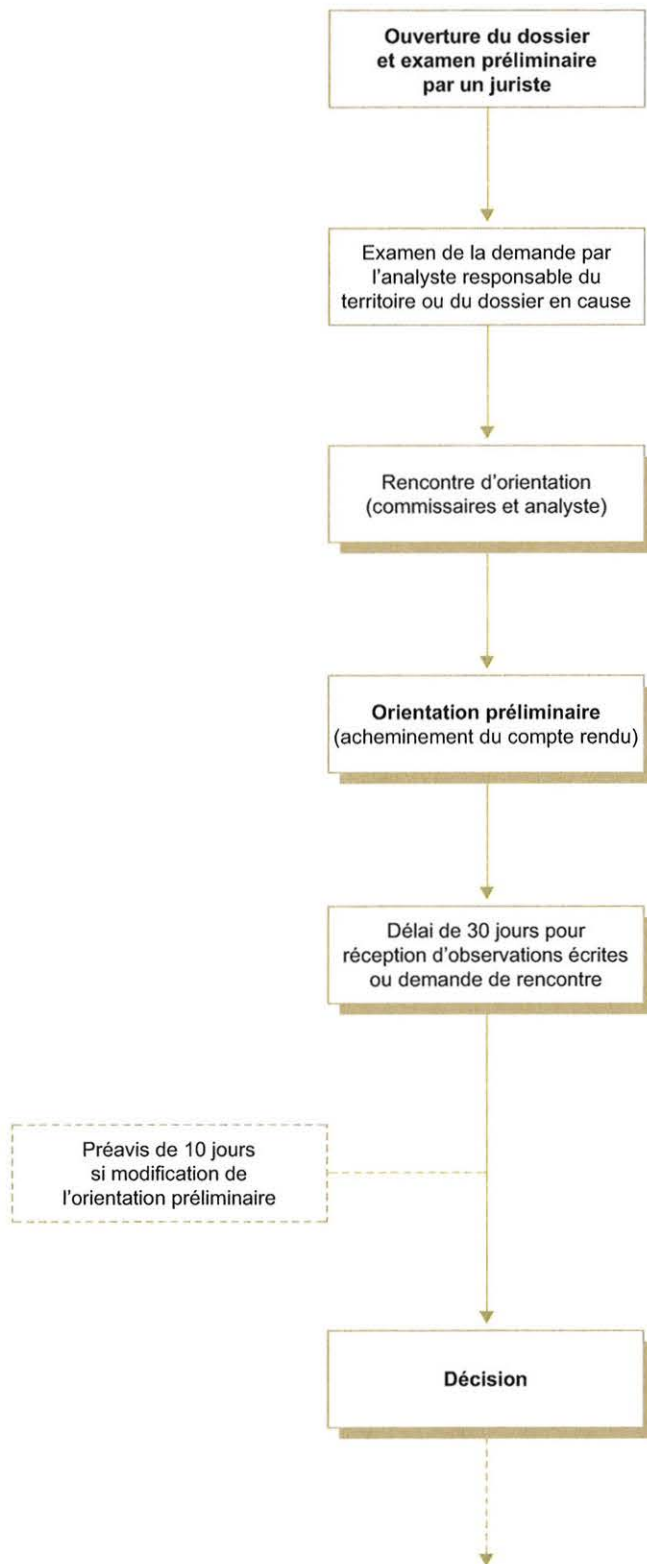 Ouverture du dossier
et examen préliminaire
par un juriste
Examen de la demande par
l'analyste responsable du
territoire ou du dossier en cause
Rencontre d'orientation
(commissaires et analyste)
Orientation préliminaire
(acheminement du compte rendu)
Délai de 30 jours pour
réception d'observations écrites
ou demande de rencontre
Préavis de 10 jours
si modification de
l'orientation préliminaire
Décision